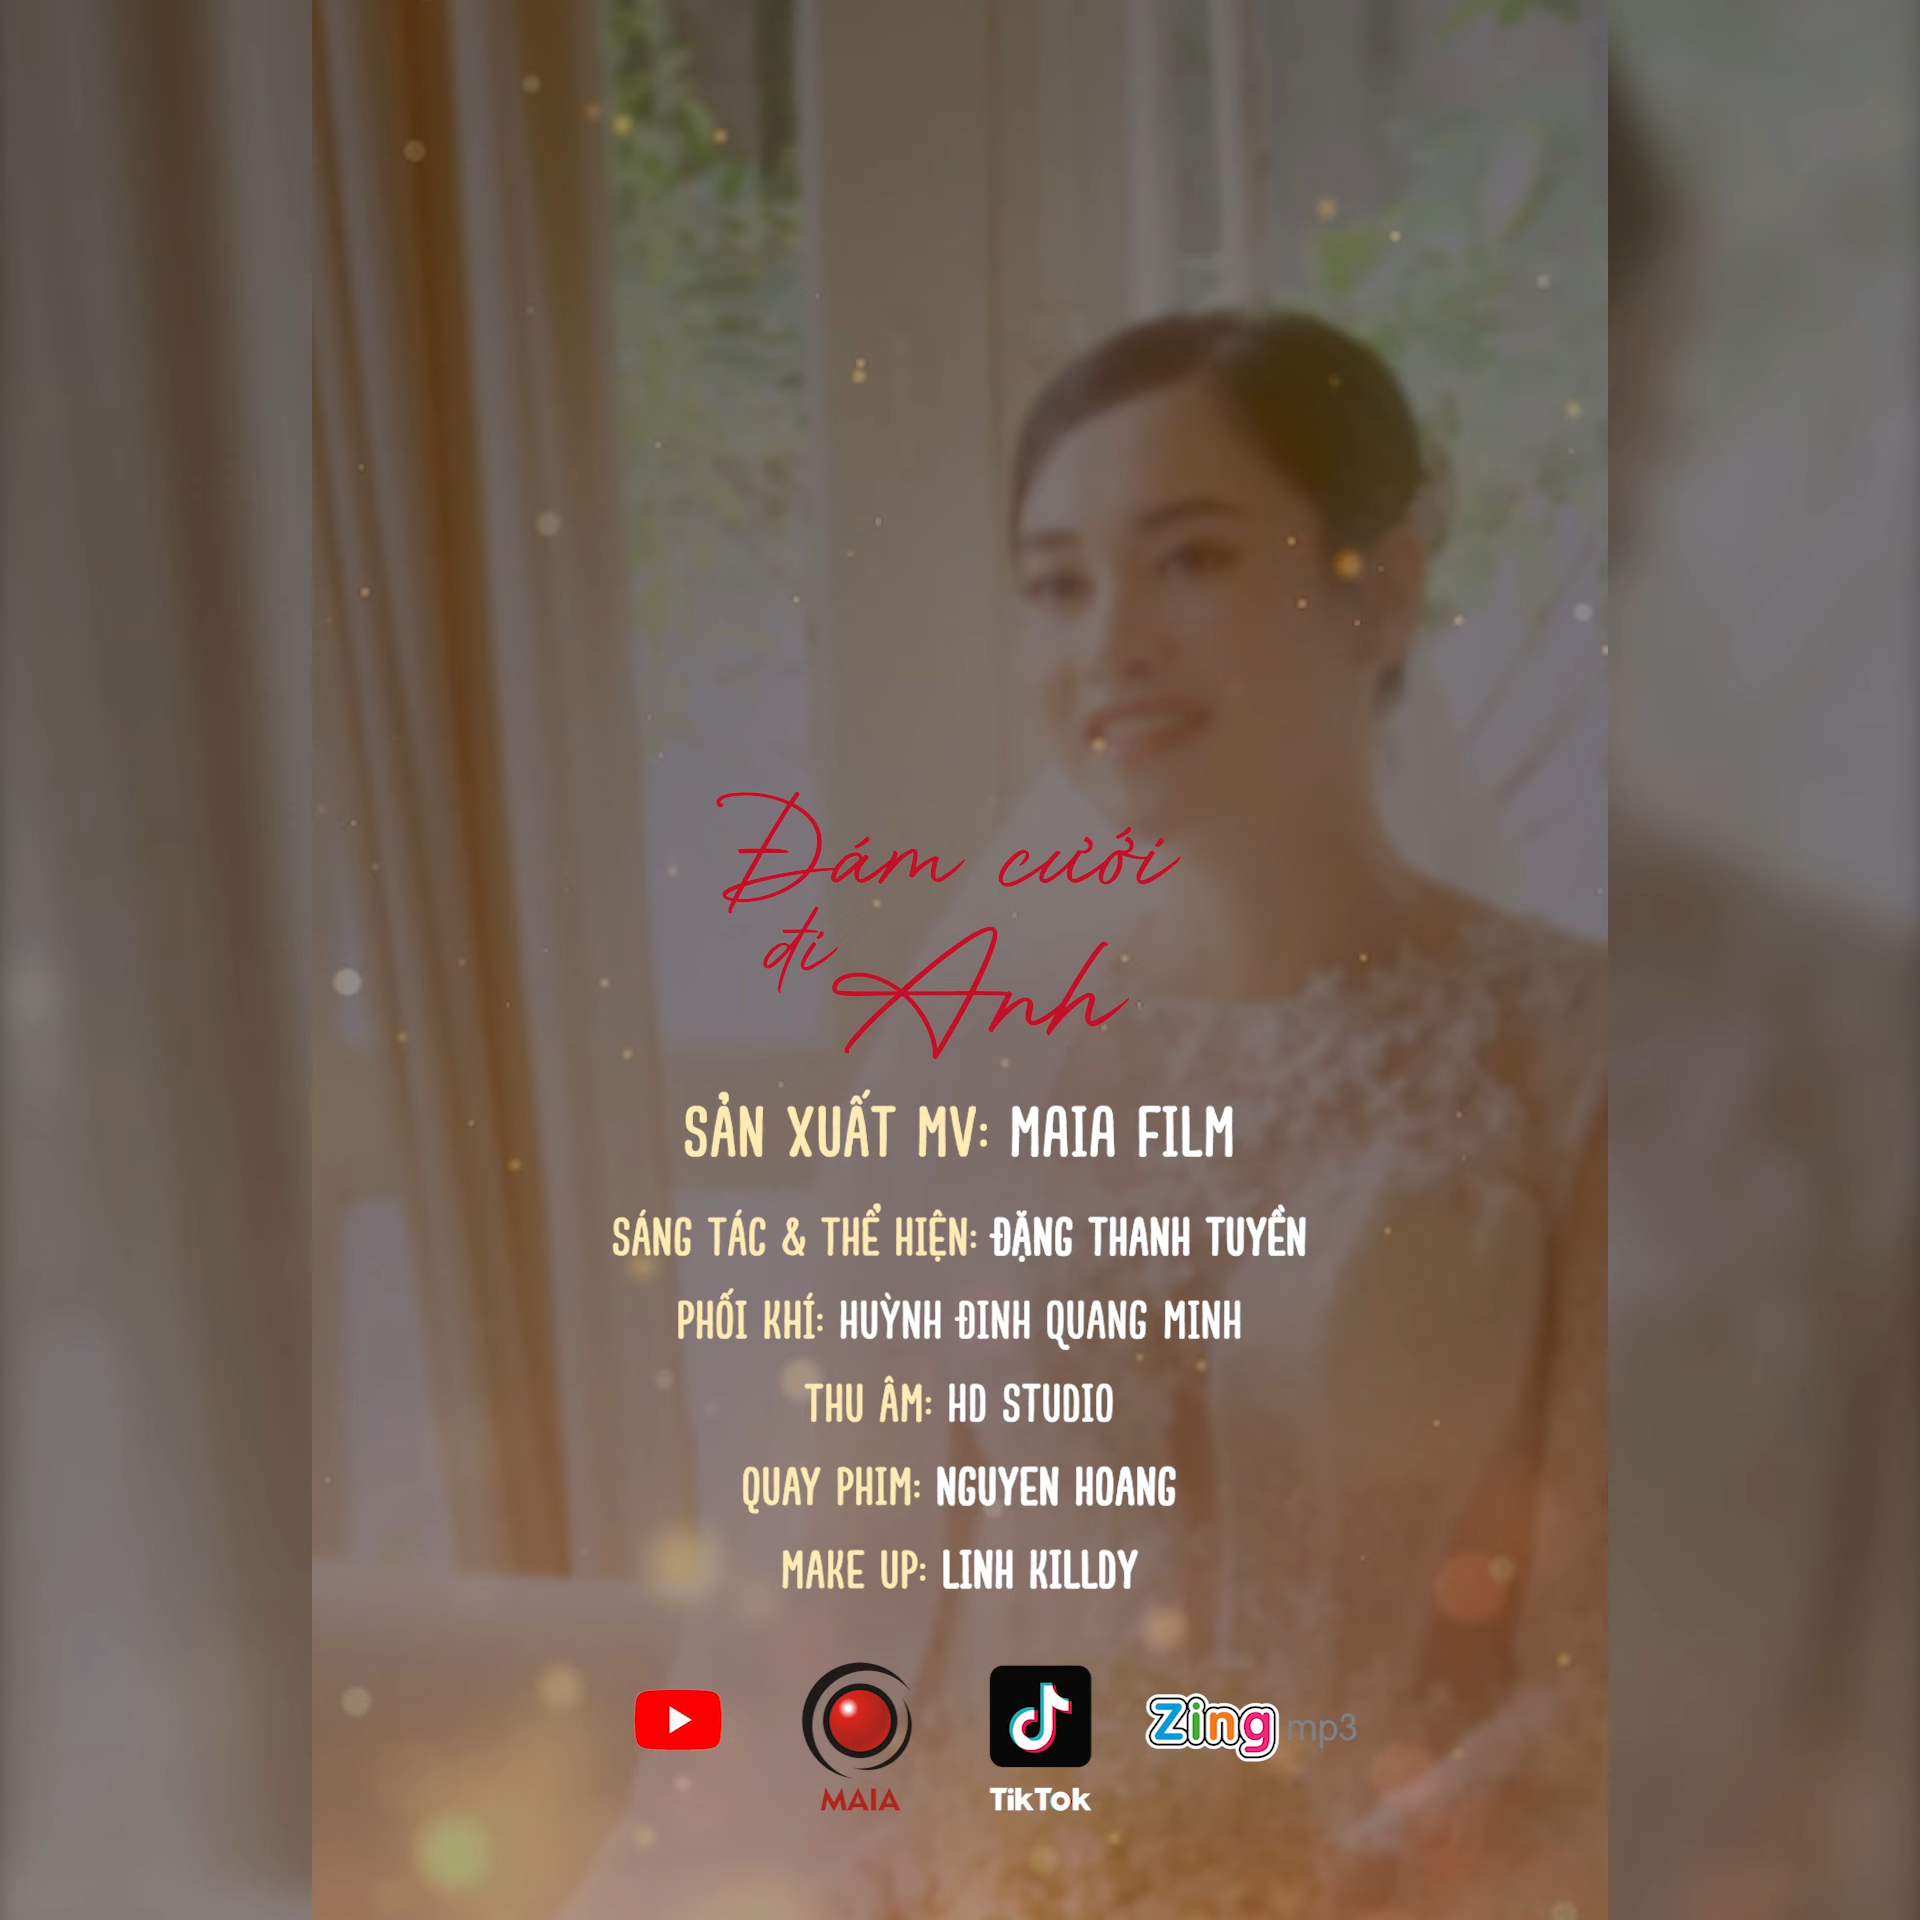 Đám cưới
đi Anh
SẢN XUẤT MV: MAIA FILM
SÁNG TÁC & THỂ HIỆN: ĐẶNG THANH TUYỀN
PHỐI KHÍ: HUỲNH ĐINH QUANG MINH
THU ÂM: HD STUDIO
QUAY PHIM: NGUYEN HOANG
MAKE UP: LINH KILLDY
Zing mp3
MAIA
TikTok